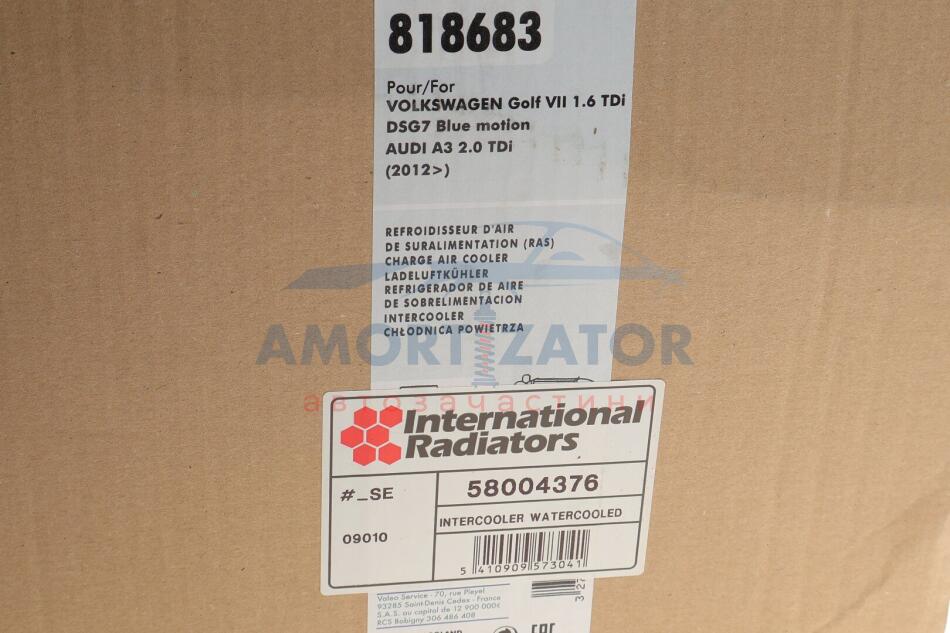 818683
Pour/For
VOLKSWAGEN Golf VII 1.6 TDi
DSG7 Blue motion
AUDI A3 2.0 TDi
(2012>)
REFROIDISSEUR D'AIR
DE SURALIMENTATION (RAS)
CHARGE AIR COOLER
LADELUFTKÜHLER
REFRIGERADOR DE AIRE
DE SOBRELIMENTACION
INTERCOOLER
CHŁODNICA POWIETRZA
AMORTIZATOR
автозапчастини
International
Radiators
#_SE
58004376
INTERCOOLER WATERCOOLED
09010
5 410909 573041
Valeo Service - 70, rue Pleyel
93285 Saint-Denis Cedex - France
S.A.S. au capital de 12 900 000€
RCS Bobigny 306 486 408
3 27